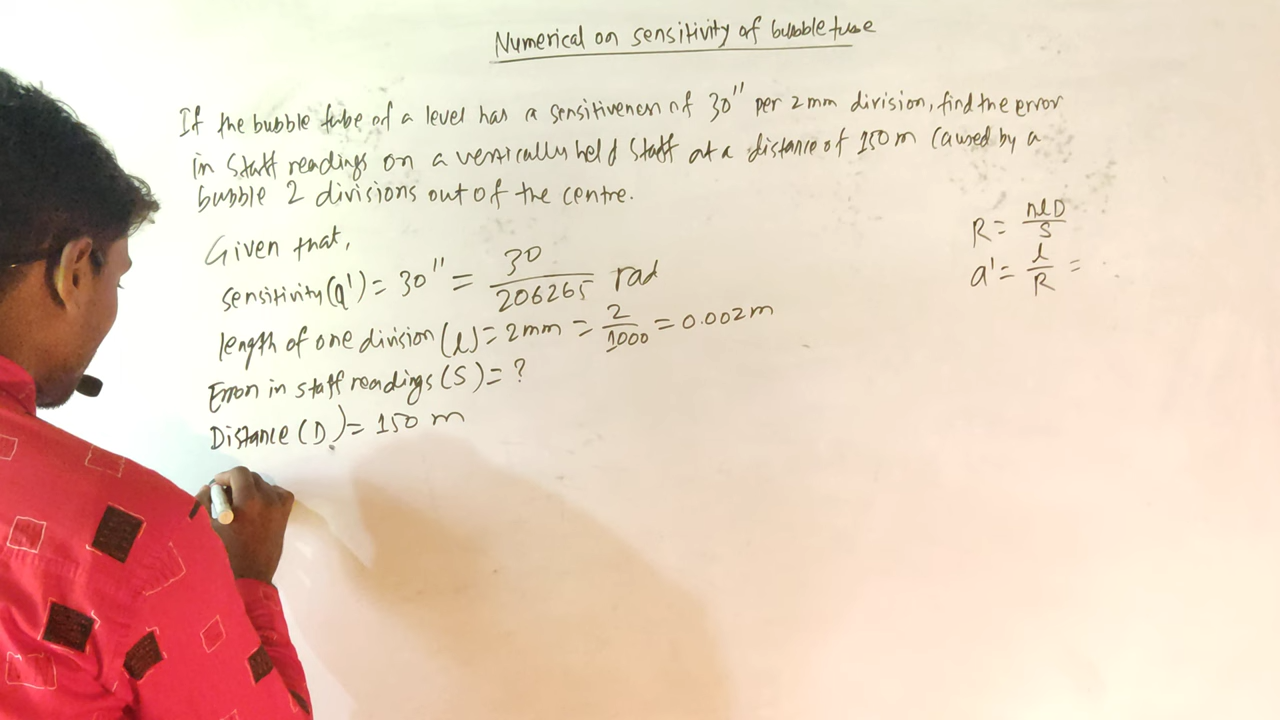 Numerical on sensitivity of bubble tube
If the bubble tube of a level has a sensitiveness of 30" per 2mm division, find the error
in staff readings on a vertically held staff at a distance of 150 m caused by a
bubble 2 divisions out of the centre.
Given that,
sensitivity (α') = 30" = 30/206265 rad
length of one division (l) = 2mm = 2/1000 = 0.002m
Error in staff readings (S) = ?
Distance (D) = 150 m
R = nlD/S
α' = l/R =